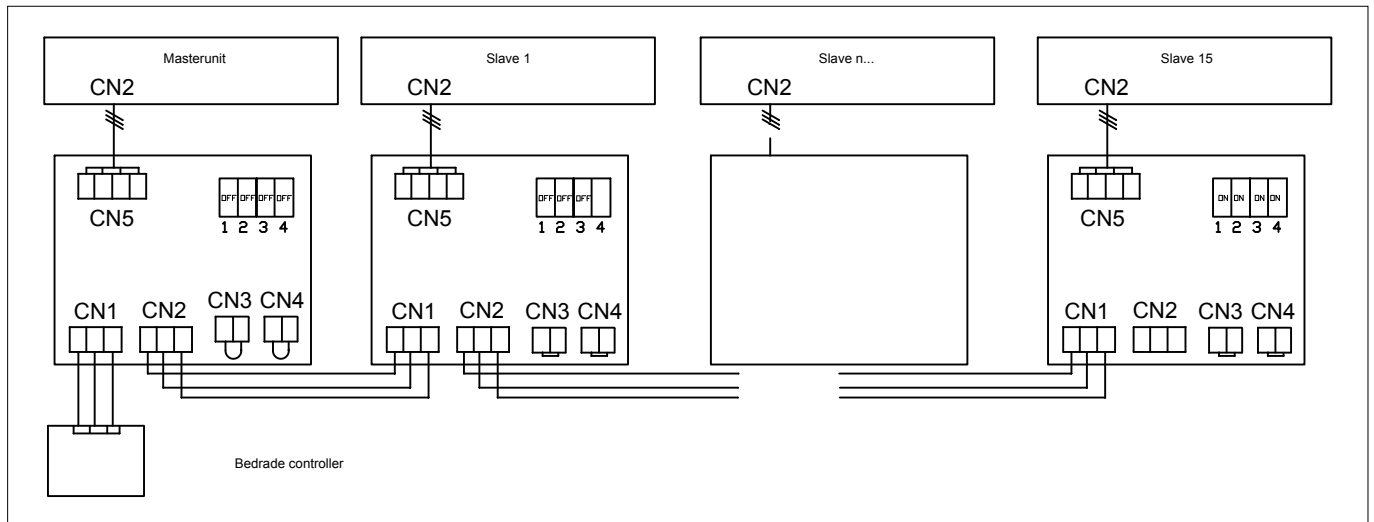 Masterunit Slave 1 Slave n... Slave 15
CN2 CN2 CN2 CN2
OFF OFF OFF OFF OFF OFF OFF ON ON ON ON
CN5 CN5 CN5
1 2 3 4 1 2 3 4 1 2 3 4
CN1 CN2 CN3 CN4 CN1 CN2 CN3 CN4 CN1 CN2 CN3 CN4
Bedrade controller